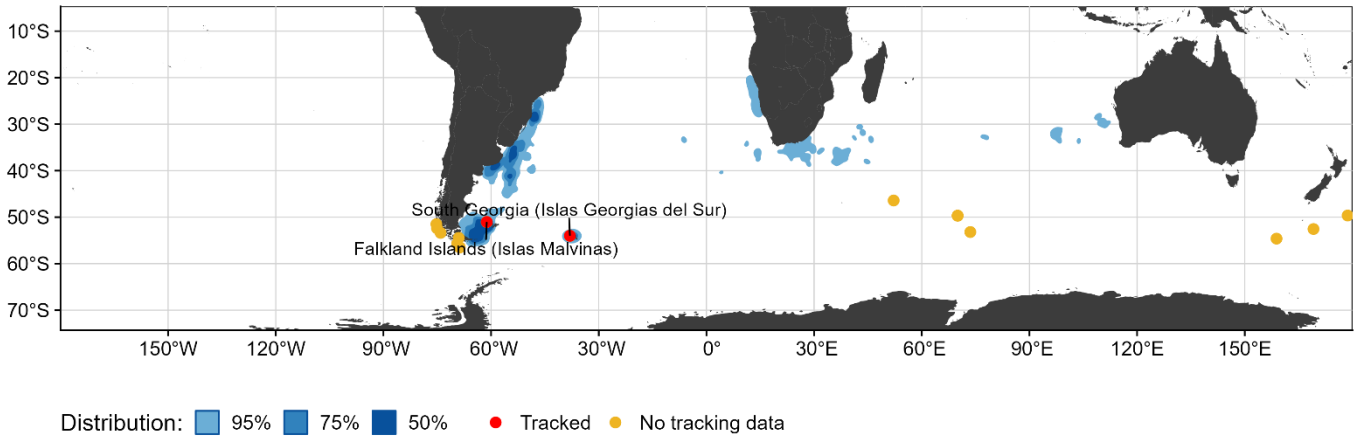 10°S
20°S
30°S
40°S
50°S
60°S
70°S
South Georgia (Islas Georgias del Sur)
Falkland Islands (Islas Malvinas)
150°W 120°W 90°W 60°W 30°W 0° 30°E 60°E 90°E 120°E 150°E
Distribution: 95% 75% 50% Tracked No tracking data